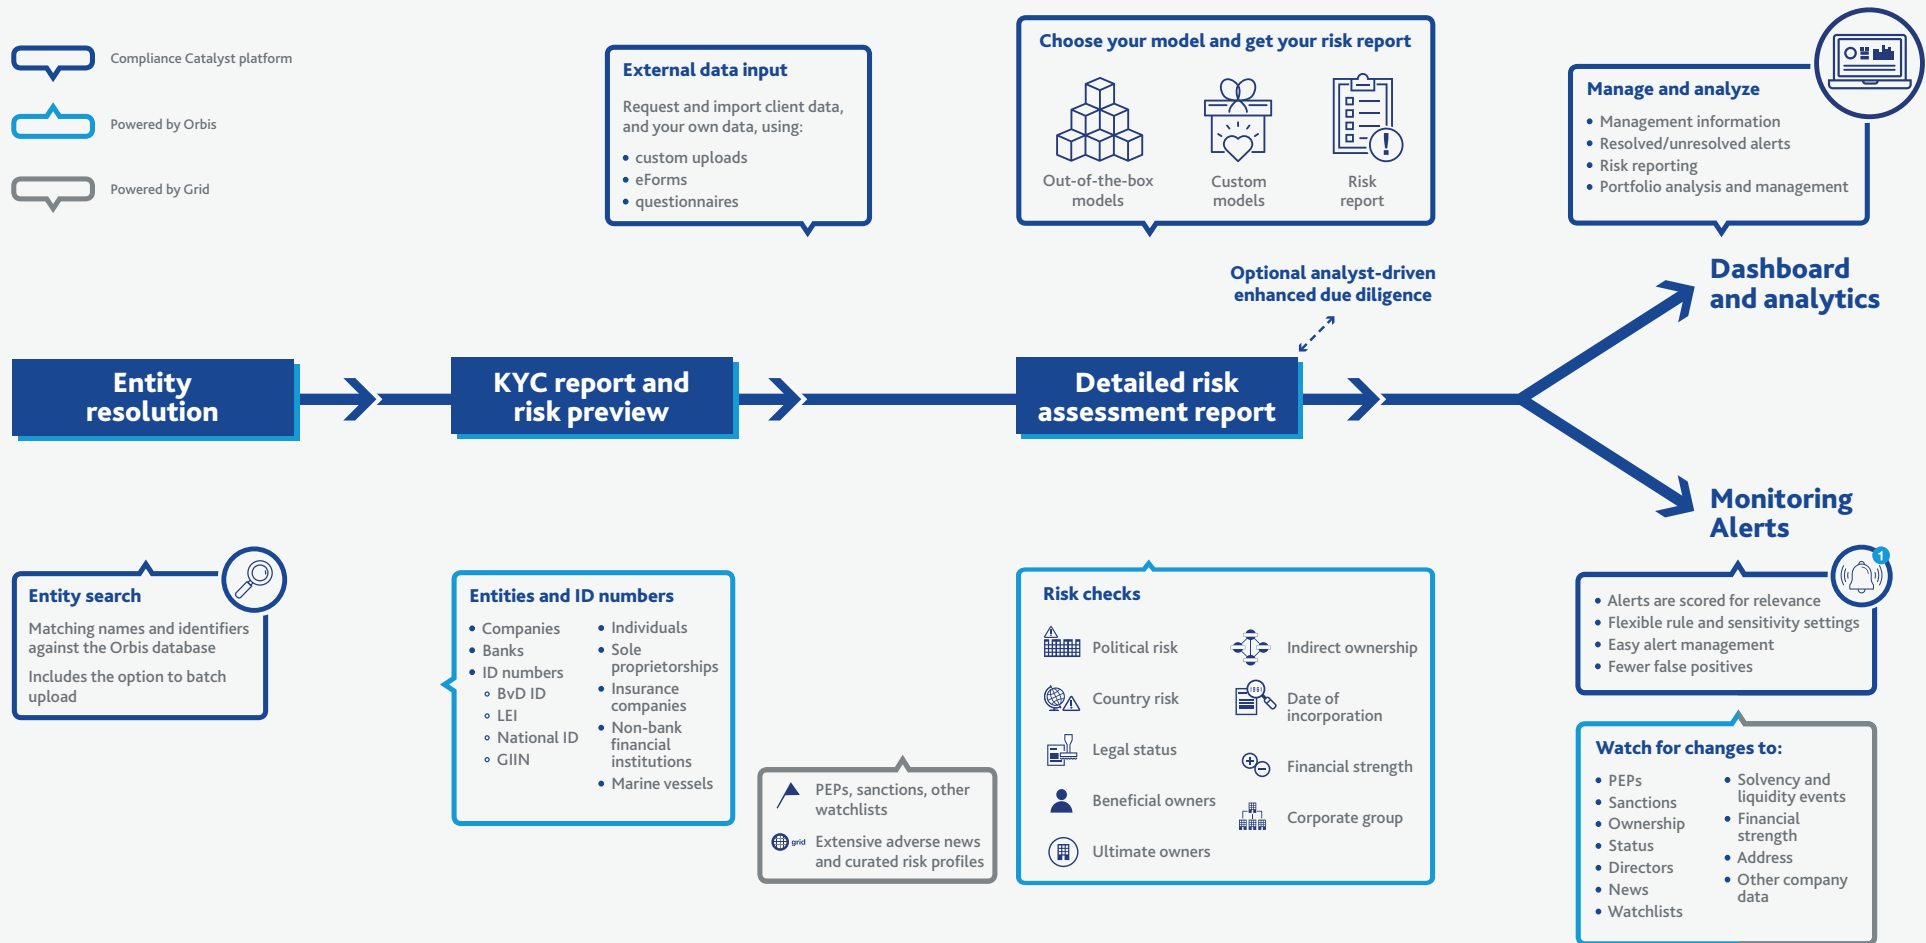 Compliance Catalyst platform
Powered by Orbis
Powered by Grid
External data input
Request and import client data,
and your own data, using:
• custom uploads
• eForms
• questionnaires
Choose your model and get your risk report
Out-of-the-box
models
Custom
models
Risk
report
Manage and analyze
• Management information
• Resolved/unresolved alerts
• Risk reporting
• Portfolio analysis and management
Optional analyst-driven
enhanced due diligence
Dashboard
and analytics
Entity
resolution
KYC report and
risk preview
Detailed risk
assessment report
Monitoring
Alerts
Entity search
Matching names and identifiers
against the Orbis database
Includes the option to batch
upload
Entities and ID numbers
• Companies
• Banks
• ID numbers
◦ BvD ID
◦ LEI
◦ National ID
◦ GIIN
• Individuals
• Sole
proprietorships
• Insurance
companies
• Non-bank
financial
institutions
• Marine vessels
PEPs, sanctions, other
watchlists
grid
Extensive adverse news
and curated risk profiles
Risk checks
Political risk
Country risk
Legal status
Beneficial owners
Ultimate owners
Indirect ownership
1961
Date of
incorporation
Financial strength
Corporate group
1
• Alerts are scored for relevance
• Flexible rule and sensitivity settings
• Easy alert management
• Fewer false positives
Watch for changes to:
• PEPs
• Sanctions
• Ownership
• Status
• Directors
• News
• Watchlists
• Solvency and
liquidity events
• Financial
strength
• Address
• Other company
data